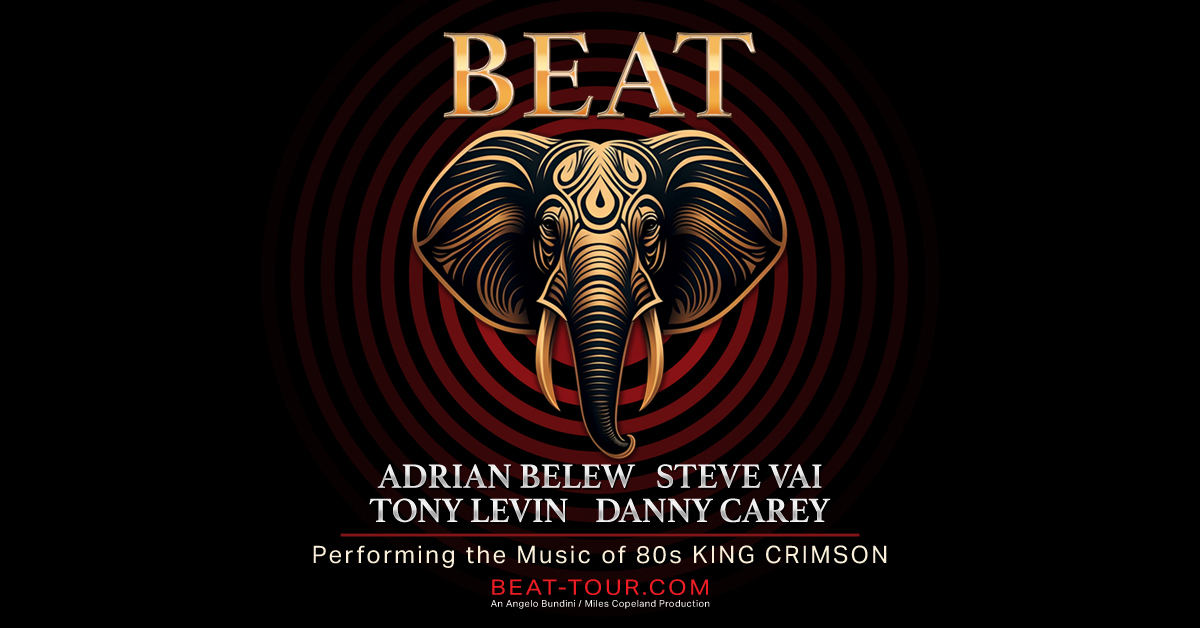 BEAT
ADRIAN BELEW STEVE VAI
TONY LEVIN DANNY CAREY
Performing the Music of 80s KING CRIMSON
BEAT-TOUR.COM
An Angelo Bundini / Miles Copeland Production